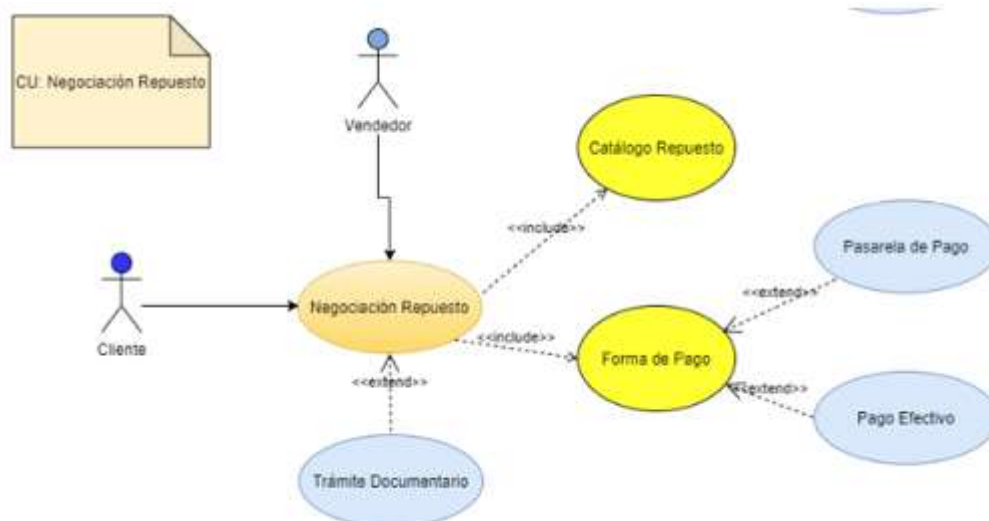 CU: Negociación Repuesto
Vendedor
Catálogo Repuesto
<<include>>
Pasarela de Pago
<<extend>>
Negociación Repuesto
Cliente
<<include>>
Forma de Pago
<<extend>>
<<extend>>
Pago Efectivo
Trámite Documentario